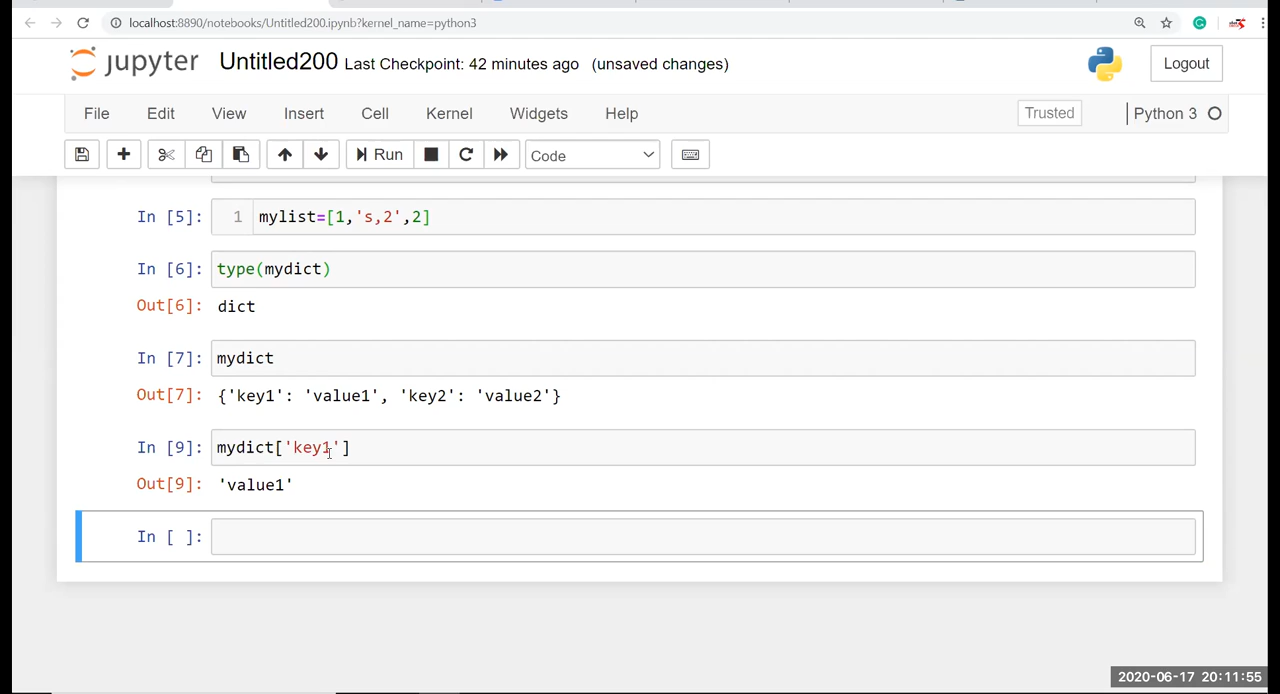 localhost:8890/notebooks/Untitled200.ipynb?kernel_name=python3
jupyter Untitled200 Last Checkpoint: 42 minutes ago (unsaved changes)
Logout
File Edit View Insert Cell Kernel Widgets Help Trusted Python 3
Run Code
In [5]: 1 mylist=[1,'s,2',2]
In [6]: type(mydict)
Out[6]: dict
In [7]: mydict
Out[7]: {'key1': 'value1', 'key2': 'value2'}
In [9]: mydict['key1']
Out[9]: 'value1'
In [ ]:
2020-06-17 20:11:55